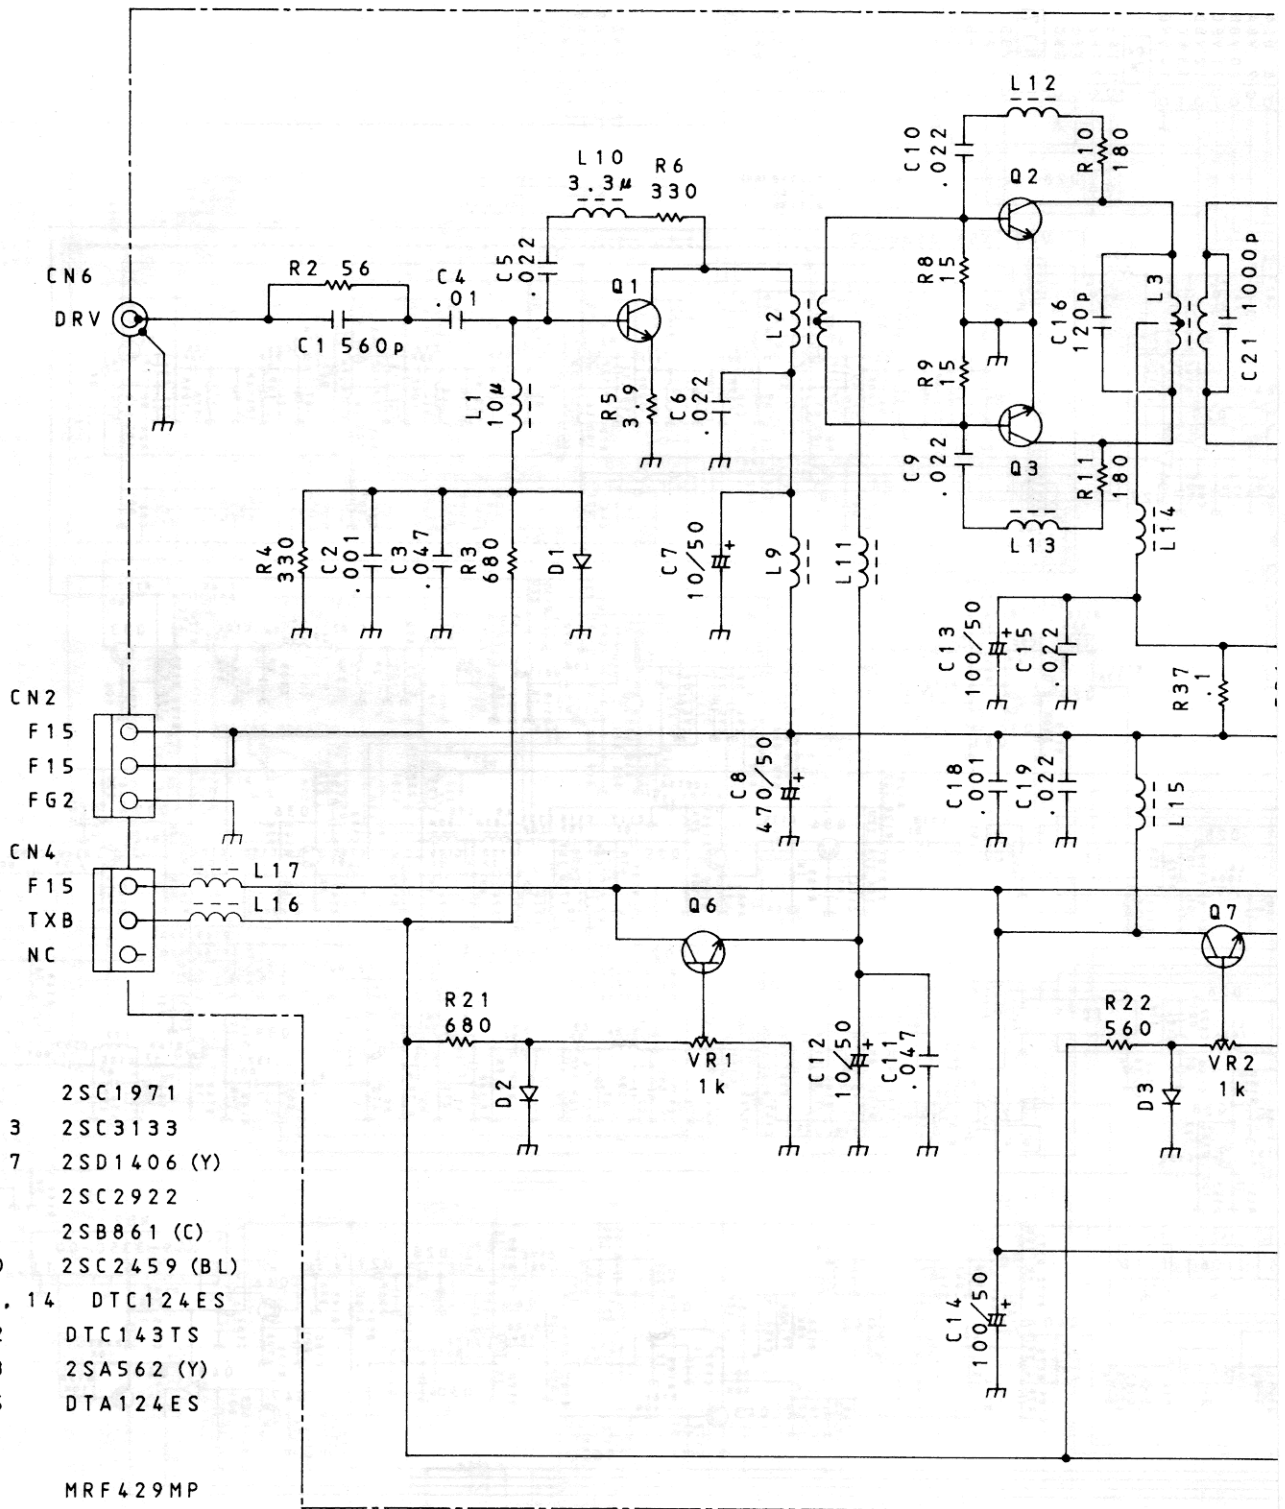 L12
C10
.022
R10
180
L10
3.3μ
R6
330
Q2
C5
.022
R2 56
C4
.01
Q1
CN6
DRV
C1 560p
L2
R8
15
C16
120p
L3
C21 1000p
L1
10μ
R5
3.9
C6
.022
R9
15
C9
.022
Q3
R11
180
L13
L14
R4
330
C2
.001
C3
.047
R3
680
D1
C7
10/50
+
L9
L11
C13
100/50
+
C15
.022
R37
.1
CN2
F15
F15
FG2
C8
470/50
+
C18
.001
C19
.022
L15
CN4
F15
TXB
NC
L17
L16
Q6
Q7
R21
680
VR1
1k
D2
C12
10/50
+
C11
.047
R22
560
VR2
1k
D3
2SC1971
3 2SC3133
7 2SD1406 (Y)
2SC2922
2SB861 (C)
2SC2459 (BL)
, 14 DTC124ES
DTC143TS
2SA562 (Y)
DTA124ES
MRF429MP
C14
100/50
+